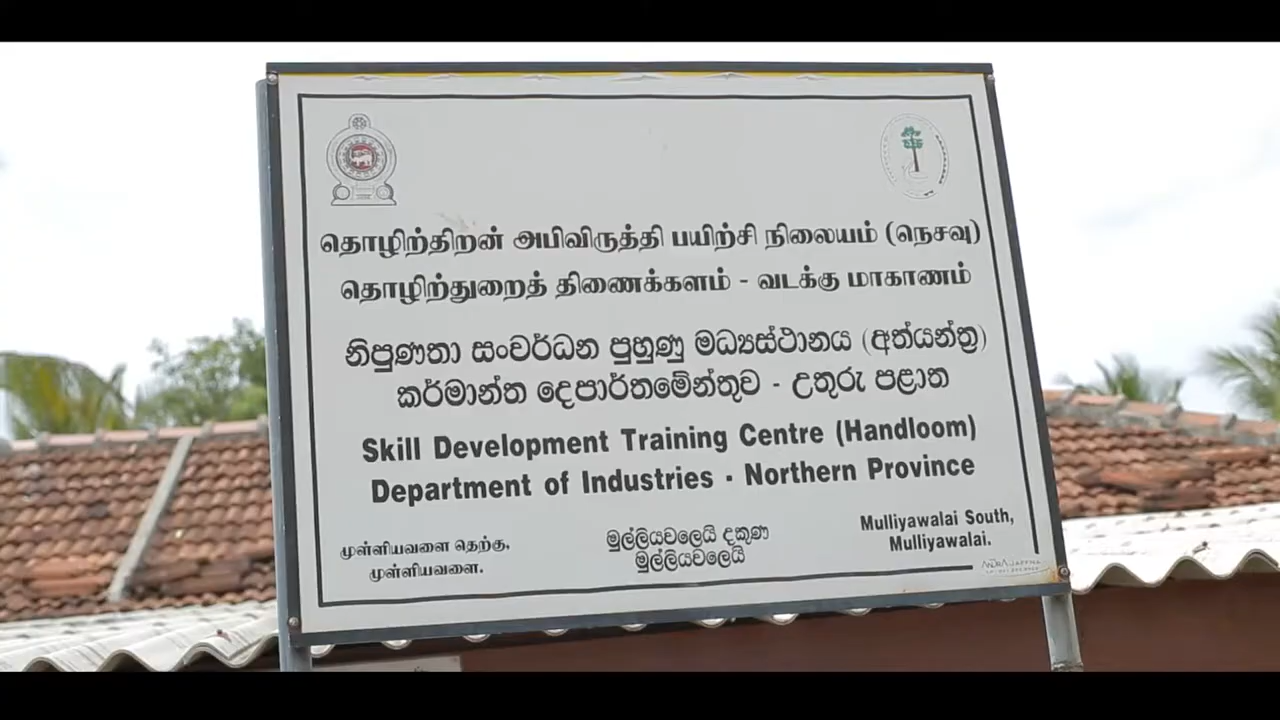 தொழிற்திறன் அபிவிருத்தி பயிற்சி நிலையம் (நெசவு)
தொழிற்துறைத் திணைக்களம் - வடக்கு மாகாணம்
නිපුණතා සංවර්ධන පුහුණු මධ්‍යස්ථානය (අත්යන්ත්‍ර)
කර්මාන්ත දෙපාර්තමේන්තුව - උතුරු පළාත
Skill Development Training Centre (Handloom)
Department of Industries - Northern Province
முள்ளியவளை தெற்கு,
முள்ளியவளை.
මුල්ලියවලෙයි දකුණ
මුල්ලියවලෙයි
Mulliyawalai South,
Mulliyawalai.